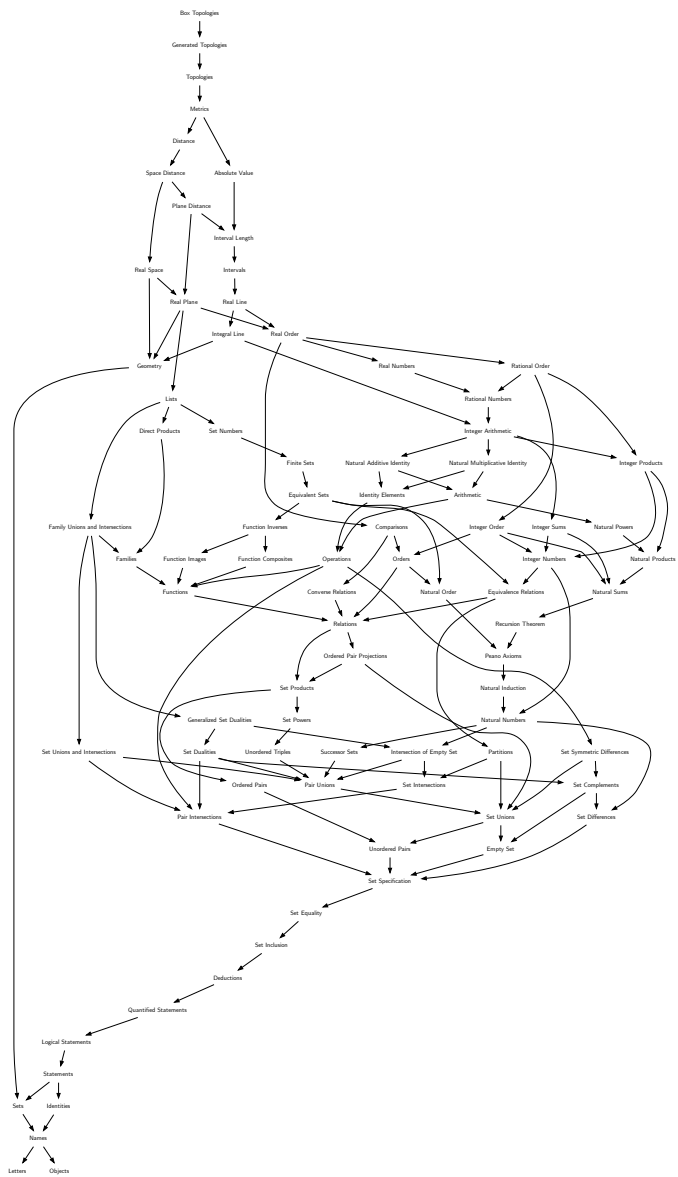 Box Topologies
Generated Topologies
Topologies
Metrics
Distance
Space Distance
Absolute Value
Plane Distance
Interval Length
Real Space
Intervals
Real Plane
Real Line
Integral Line
Real Order
Geometry
Real Numbers
Rational Order
Lists
Rational Numbers
Direct Products
Set Numbers
Integer Arithmetic
Finite Sets
Natural Additive Identity
Natural Multiplicative Identity
Integer Products
Equivalent Sets
Identity Elements
Arithmetic
Family Unions and Intersections
Function Inverses
Comparisons
Integer Order
Integer Sums
Natural Powers
Families
Function Images
Function Composites
Operations
Orders
Integer Numbers
Natural Products
Functions
Converse Relations
Natural Order
Equivalence Relations
Natural Sums
Relations
Recursion Theorem
Ordered Pair Projections
Peano Axioms
Set Products
Natural Induction
Generalized Set Dualities
Set Powers
Natural Numbers
Set Unions and Intersections
Set Dualities
Unordered Triples
Successor Sets
Intersection of Empty Set
Partitions
Set Symmetric Differences
Ordered Pairs
Pair Unions
Set Intersections
Set Complements
Pair Intersections
Set Unions
Set Differences
Unordered Pairs
Empty Set
Set Specification
Set Equality
Set Inclusion
Deductions
Quantified Statements
Logical Statements
Statements
Sets
Identities
Names
Letters
Objects